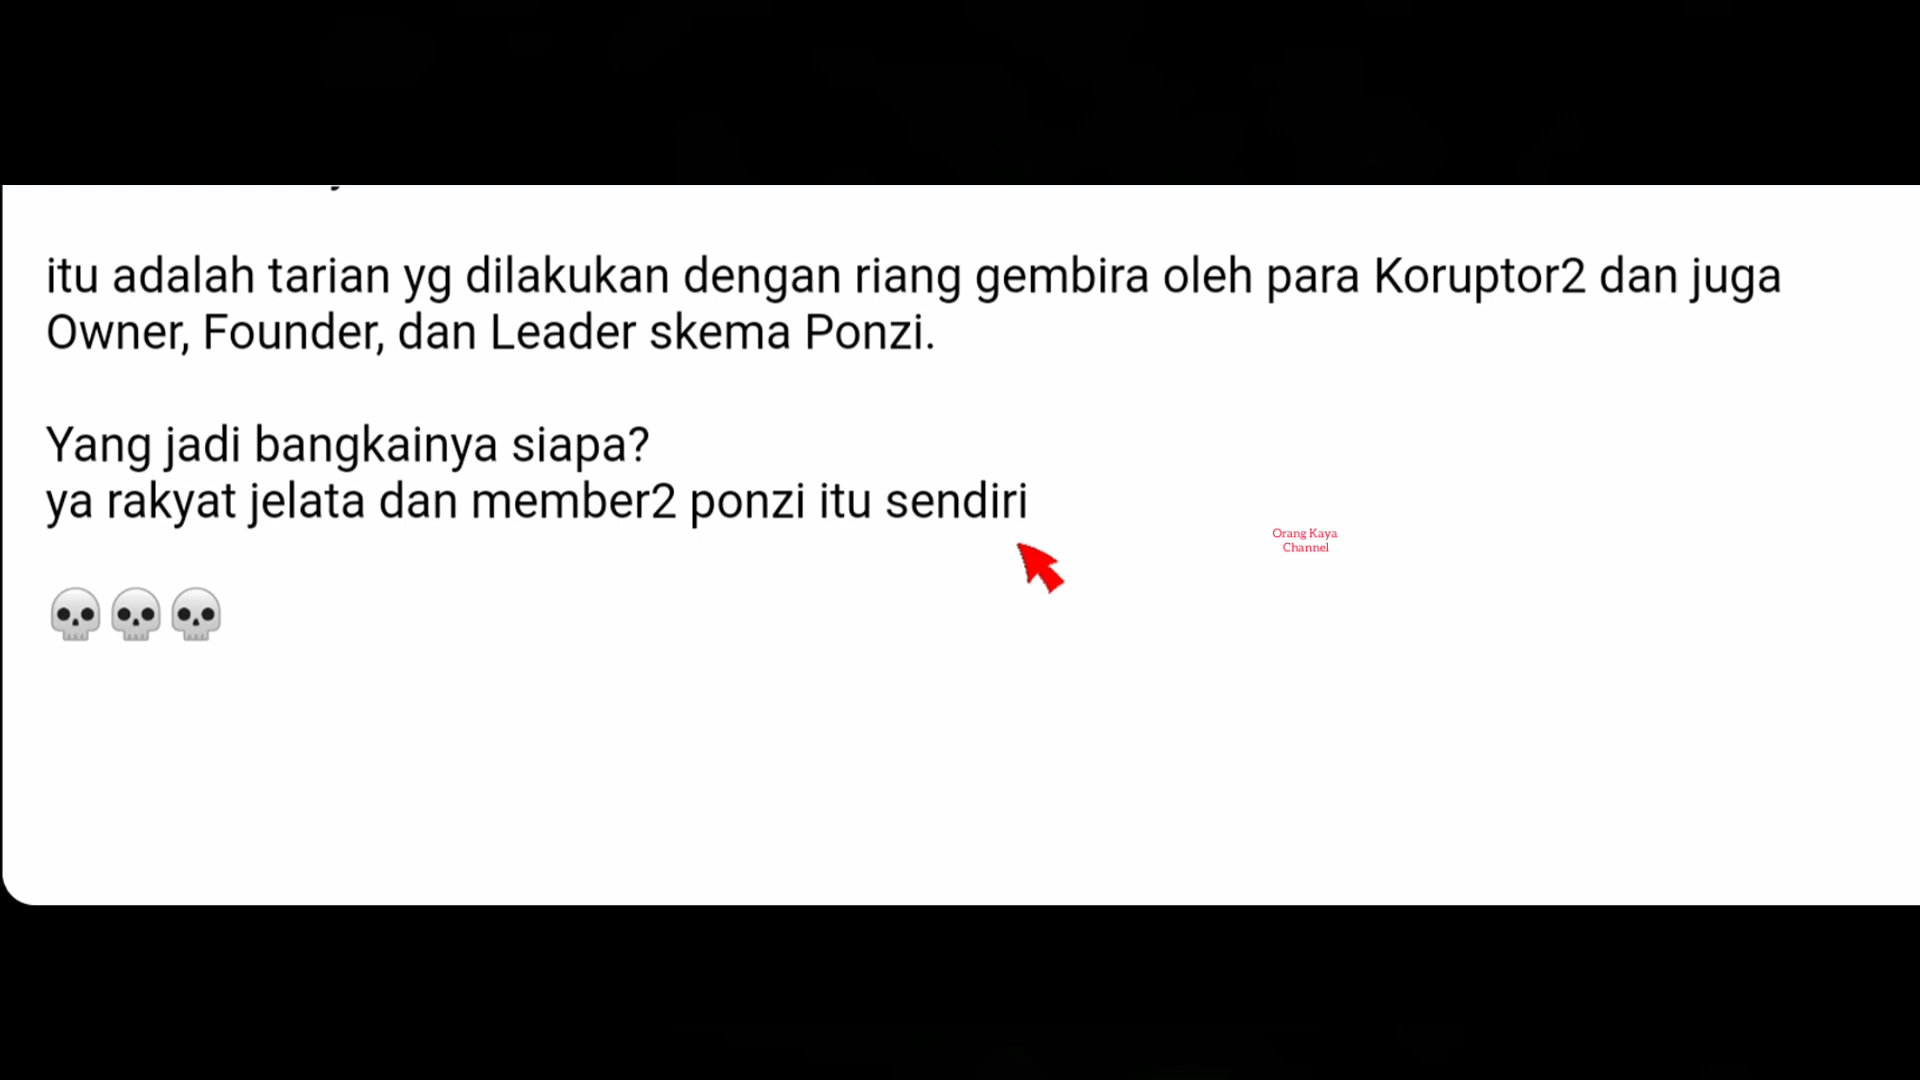 itu adalah tarian yg dilakukan dengan riang gembira oleh para Koruptor2 dan juga
Owner, Founder, dan Leader skema Ponzi.
Yang jadi bangkainya siapa?
ya rakyat jelata dan member2 ponzi itu sendiri
Orang Kaya
Channel
💀💀💀